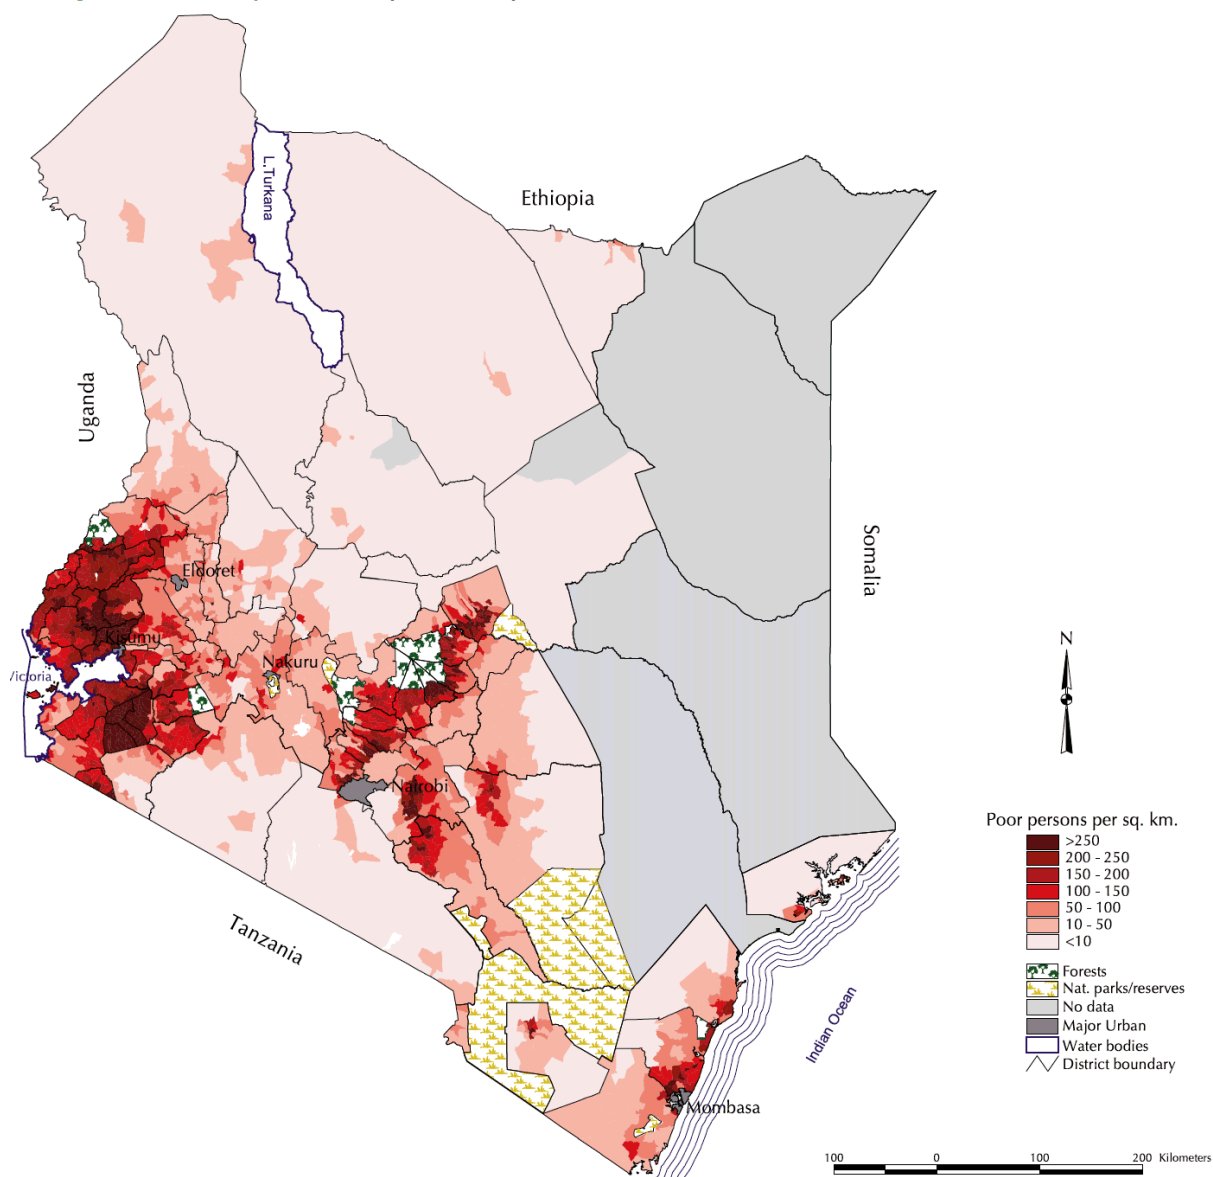 L.Turkana
Ethiopia
Uganda
Somalia
Eldoret
Kisumu
Nakuru
/ictoria
N
Nairobi
Poor persons per sq. km.
>250
200 - 250
150 - 200
100 - 150
50 - 100
10 - 50
<10
Forests
Nat. parks/reserves
No data
Major Urban
Water bodies
District boundary
Tanzania
Indian Ocean
Mombasa
100 0 100 200 Kilometers